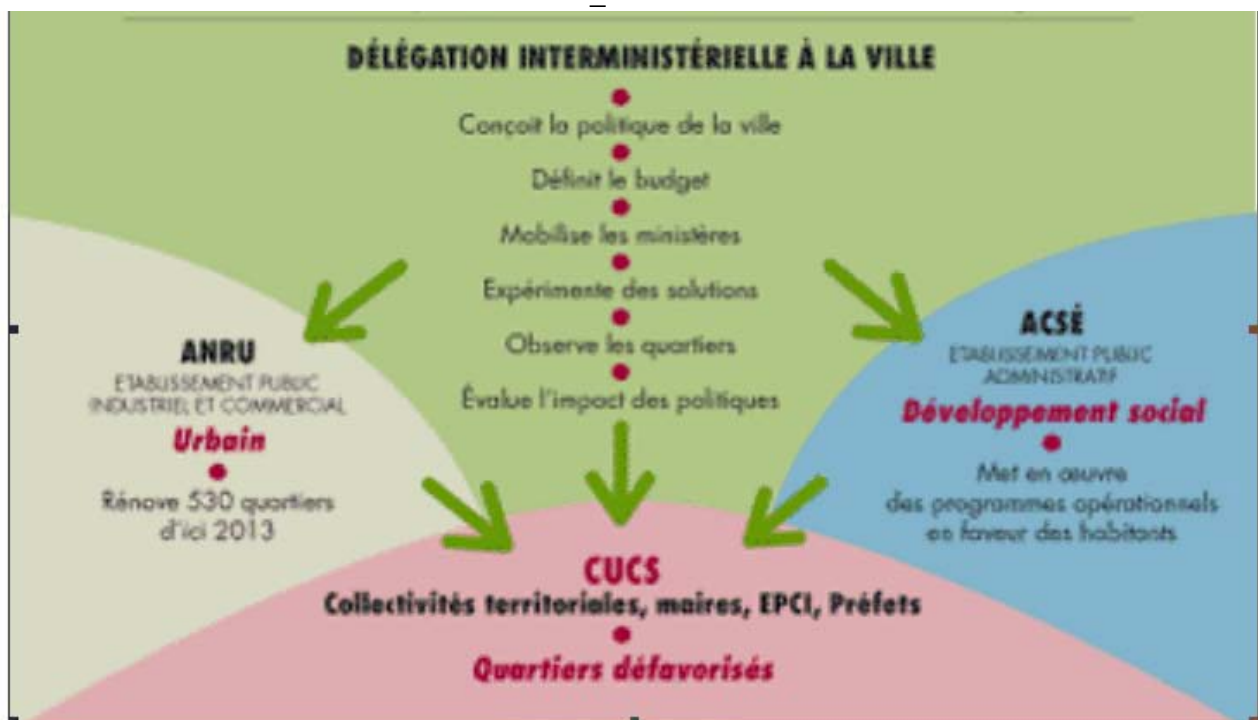 DÉLÉGATION INTERMINISTÉRIELLE À LA VILLE
Conçoit la politique de la ville
Définit le budget
Mobilise les ministères
Expérimente des solutions
Observe les quartiers
Évalue l'impact des politiques
ANRU
ETABLISSEMENT PUBLIC
INDUSTRIEL ET COMMERCIAL
Urbain
Rénove 530 quartiers
d'ici 2013
ACSÉ
ETABLISSEMENT PUBLIC
ADMINISTRATIF
Développement social
Met en œuvre
des programmes opérationnels
en faveur des habitants
CUCS
Collectivités territoriales, maires, EPCI, Préfets
Quartiers défavorisés